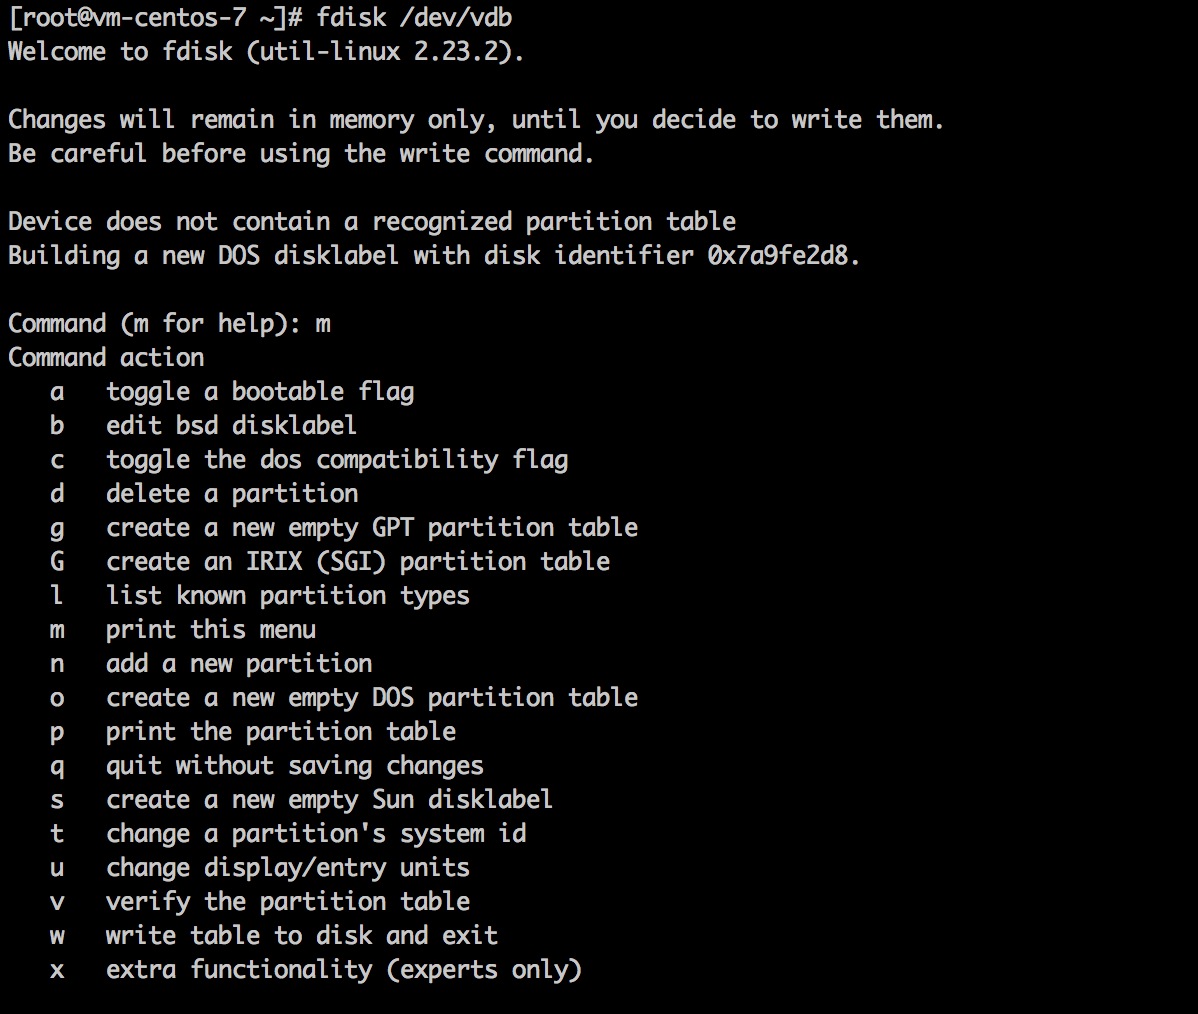 [root@vm-centos-7 ~]# fdisk /dev/vdb
Welcome to fdisk (util-linux 2.23.2).

Changes will remain in memory only, until you decide to write them.
Be careful before using the write command.

Device does not contain a recognized partition table
Building a new DOS disklabel with disk identifier 0x7a9fe2d8.

Command (m for help): m
Command action
   a   toggle a bootable flag
   b   edit bsd disklabel
   c   toggle the dos compatibility flag
   d   delete a partition
   g   create a new empty GPT partition table
   G   create an IRIX (SGI) partition table
   l   list known partition types
   m   print this menu
   n   add a new partition
   o   create a new empty DOS partition table
   p   print the partition table
   q   quit without saving changes
   s   create a new empty Sun disklabel
   t   change a partition's system id
   u   change display/entry units
   v   verify the partition table
   w   write table to disk and exit
   x   extra functionality (experts only)